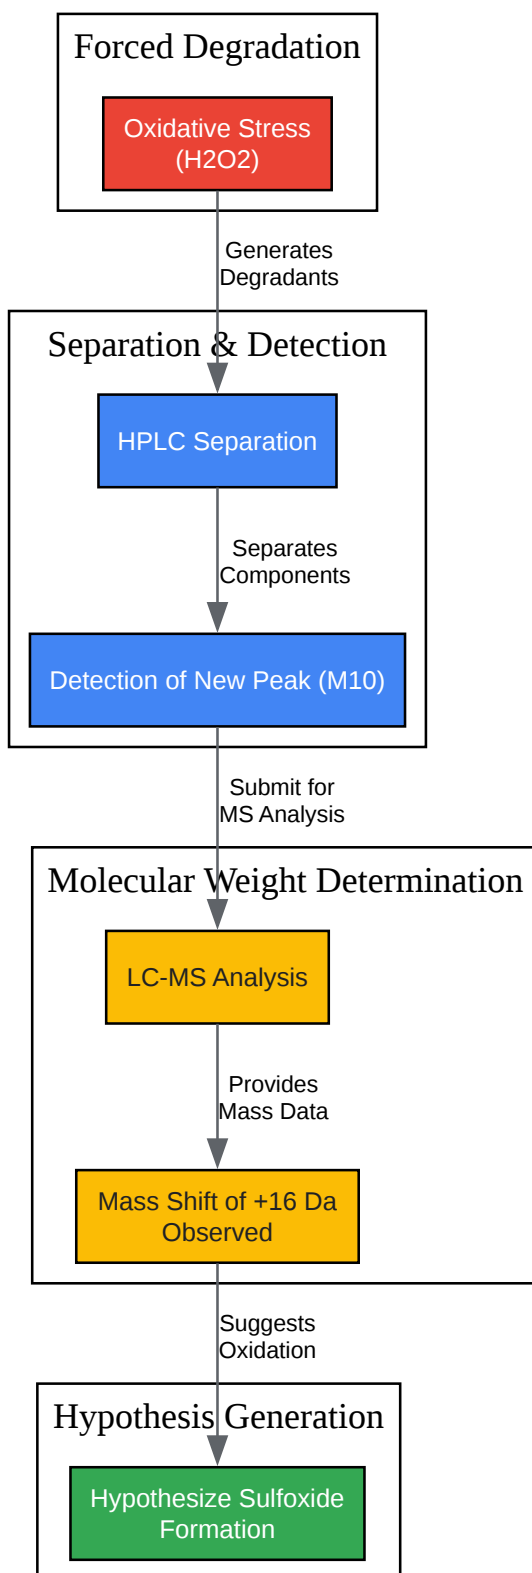 Forced Degradation
Oxidative Stress
(H2O2)
Generates
Degradants
Separation & Detection
HPLC Separation
Separates
Components
Detection of New Peak (M10)
Submit for
MS Analysis
Molecular Weight Determination
LC-MS Analysis
Provides
Mass Data
Mass Shift of +16 Da
Observed
Suggests
Oxidation
Hypothesis Generation
Hypothesize Sulfoxide
Formation